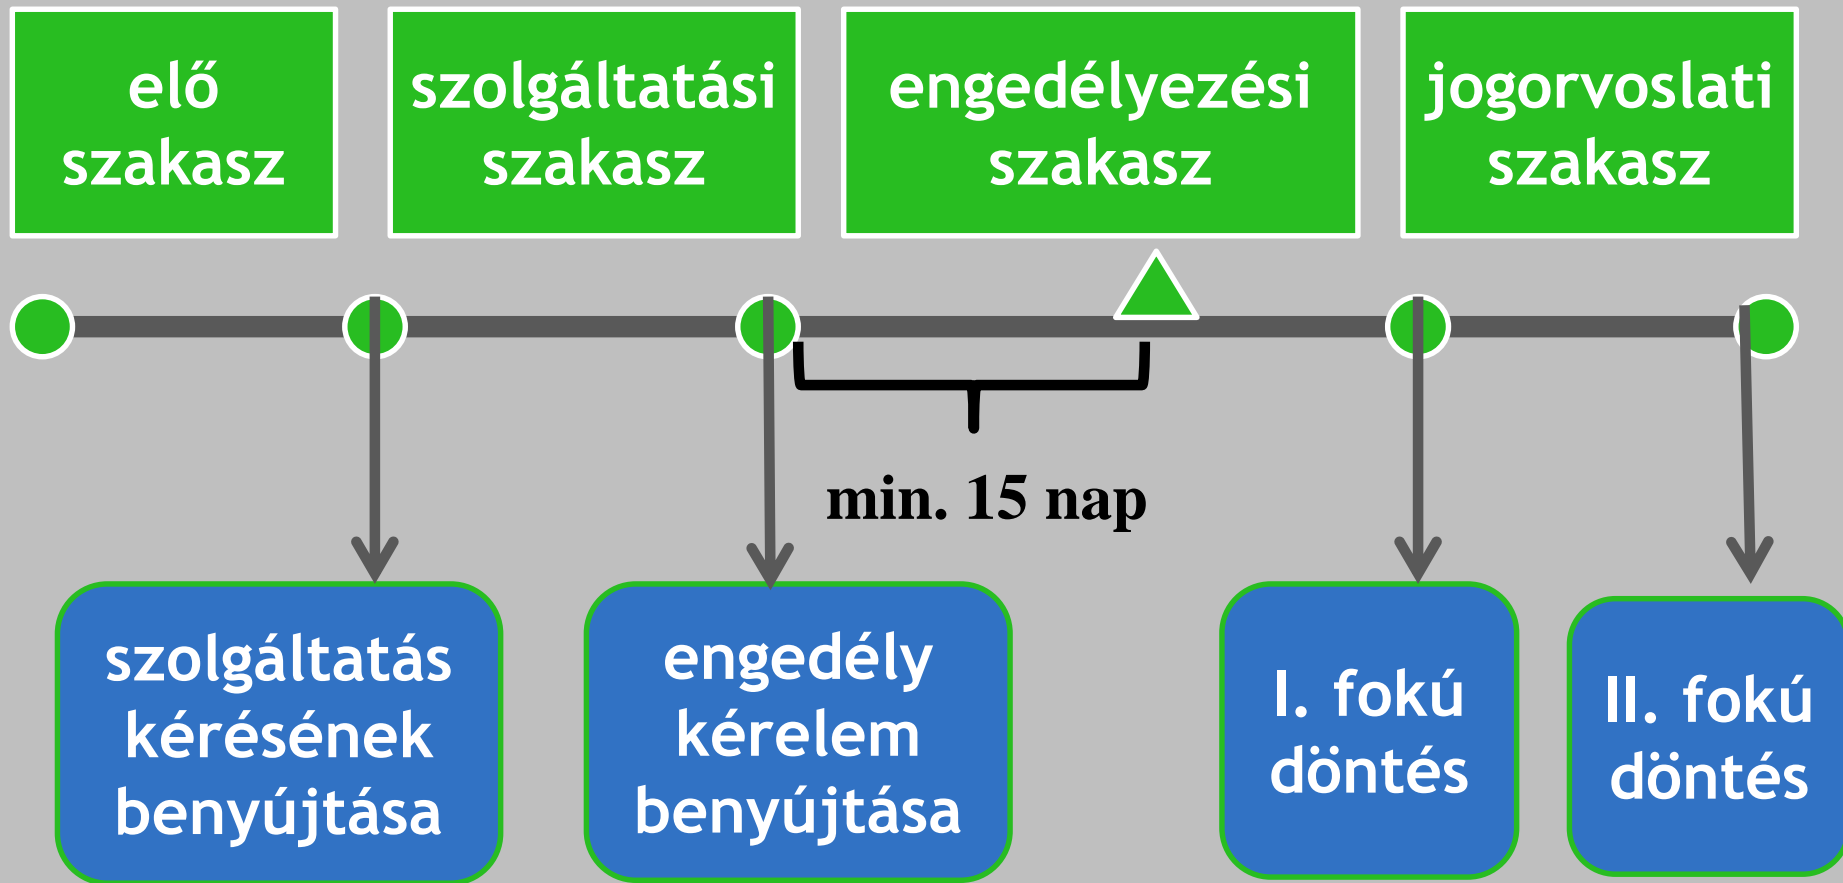 elő
szakasz
szolgáltatási
szakasz
engedélyezési
szakasz
jogorvoslati
szakasz
min. 15 nap
szolgáltatás
kérésének
benyújtása
engedély
kérelem
benyújtása
I. fokú
döntés
II. fokú
döntés